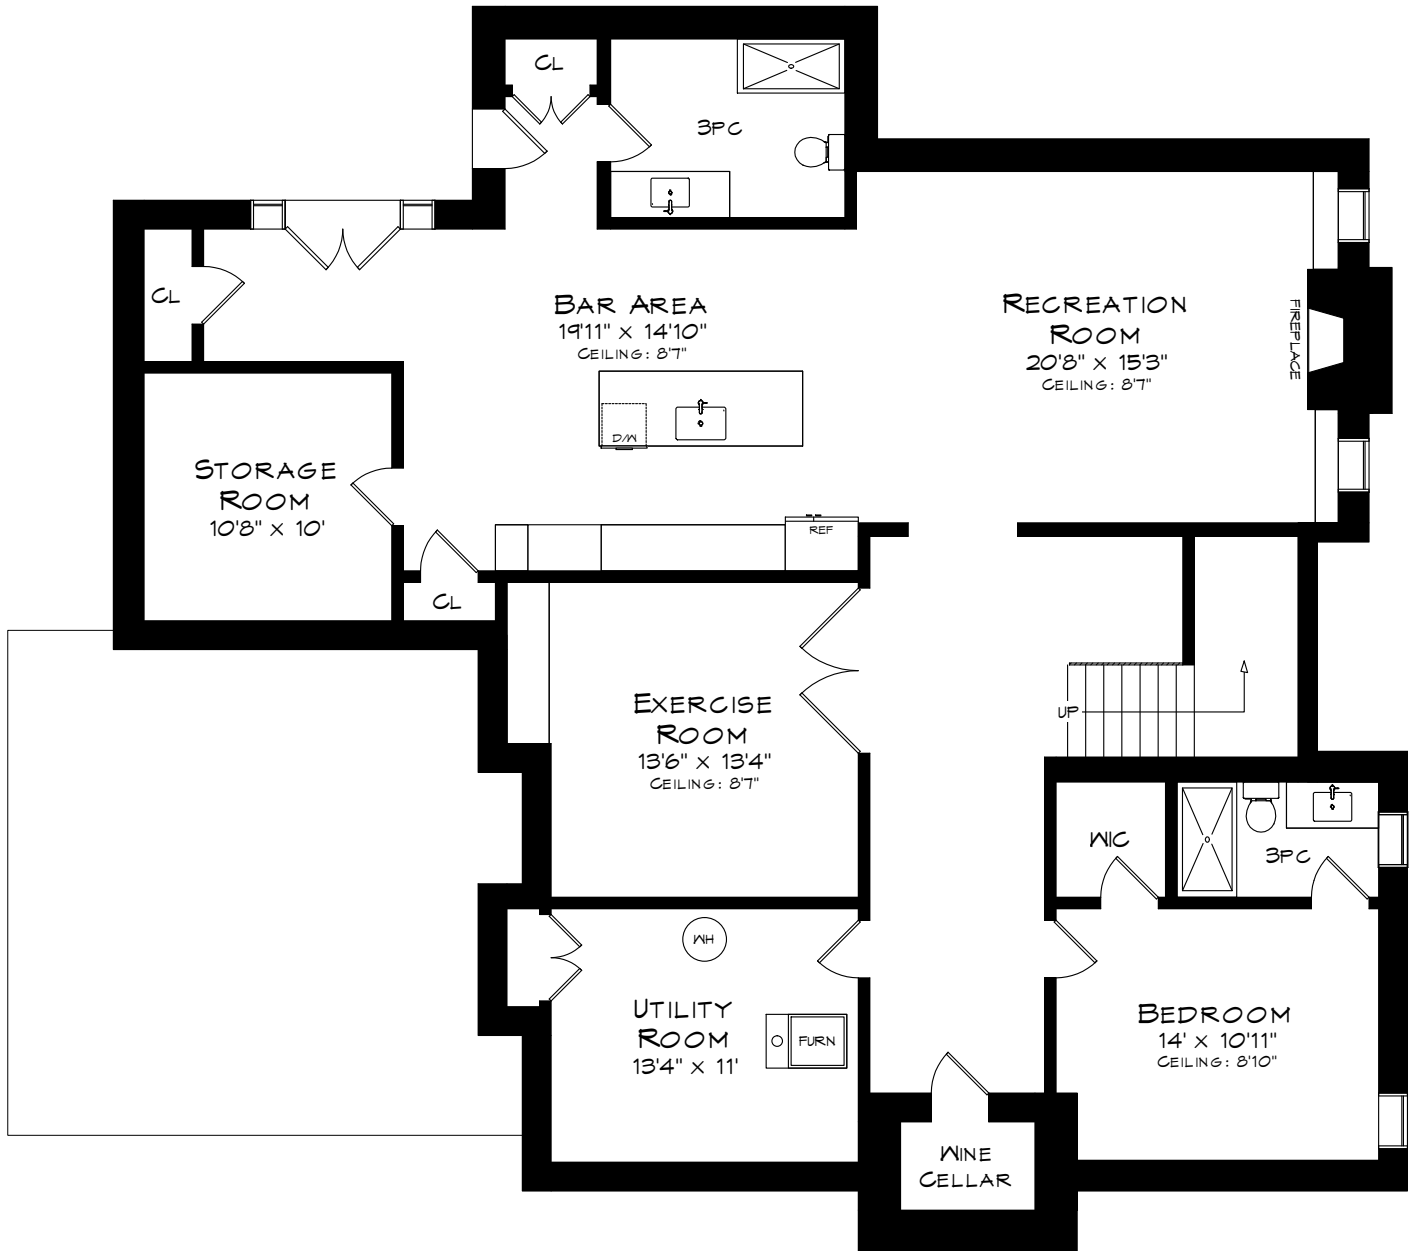 CL
3PC
CL
BAR AREA
19'11" x 14'10"
CEILING: 8'7"
RECREATION
ROOM
20'8" x 15'3"
CEILING: 8'7"
FIREPLACE
D/W
STORAGE
ROOM
10'8" x 10'
REF
CL
EXERCISE
ROOM
13'6" x 13'4"
CEILING: 8'7"
UP
WIC
3PC
WH
UTILITY
ROOM
13'4" x 11'
FURN
BEDROOM
14' x 10'11"
CEILING: 8'10"
WINE
CELLAR